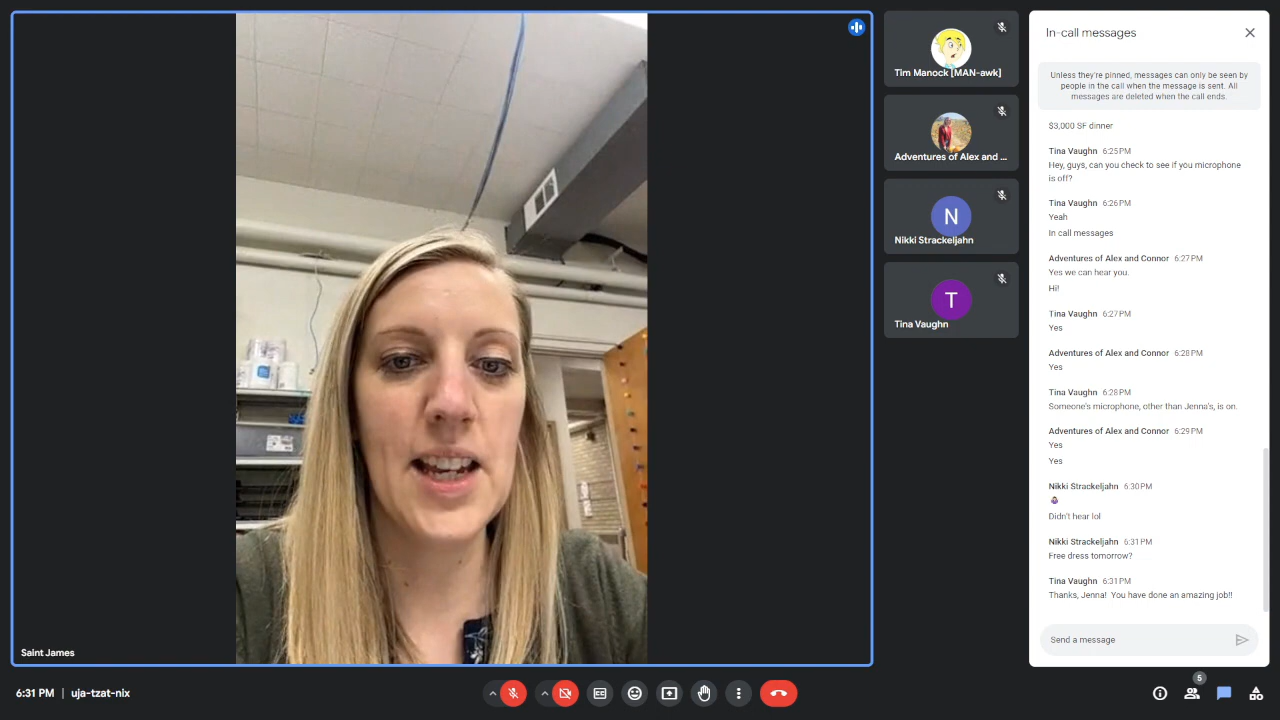 Saint James
6:31 PM | uja-tzat-nix
Tim Manock [MAN-awk]
Adventures of Alex and ...
N
Nikki Strackeljahn
T
Tina Vaughn
In-call messages
Unless they're pinned, messages can only be seen by
people in the call when the message is sent. All
messages are deleted when the call ends.
$3,000 SF dinner
Tina Vaughn 6:25 PM
Hey, guys, can you check to see if you microphone
is off?
Tina Vaughn 6:26 PM
Yeah
In call messages
Adventures of Alex and Connor 6:27 PM
Yes we can hear you.
Hi!
Tina Vaughn 6:27 PM
Yes
Adventures of Alex and Connor 6:28 PM
Yes
Tina Vaughn 6:28 PM
Someone's microphone, other than Jenna's, is on.
Adventures of Alex and Connor 6:29 PM
Yes
Yes
Nikki Strackeljahn 6:30 PM
Didn't hear lol
Nikki Strackeljahn 6:31 PM
Free dress tomorrow?
Tina Vaughn 6:31 PM
Thanks, Jenna! You have done an amazing job!!
Send a message
5